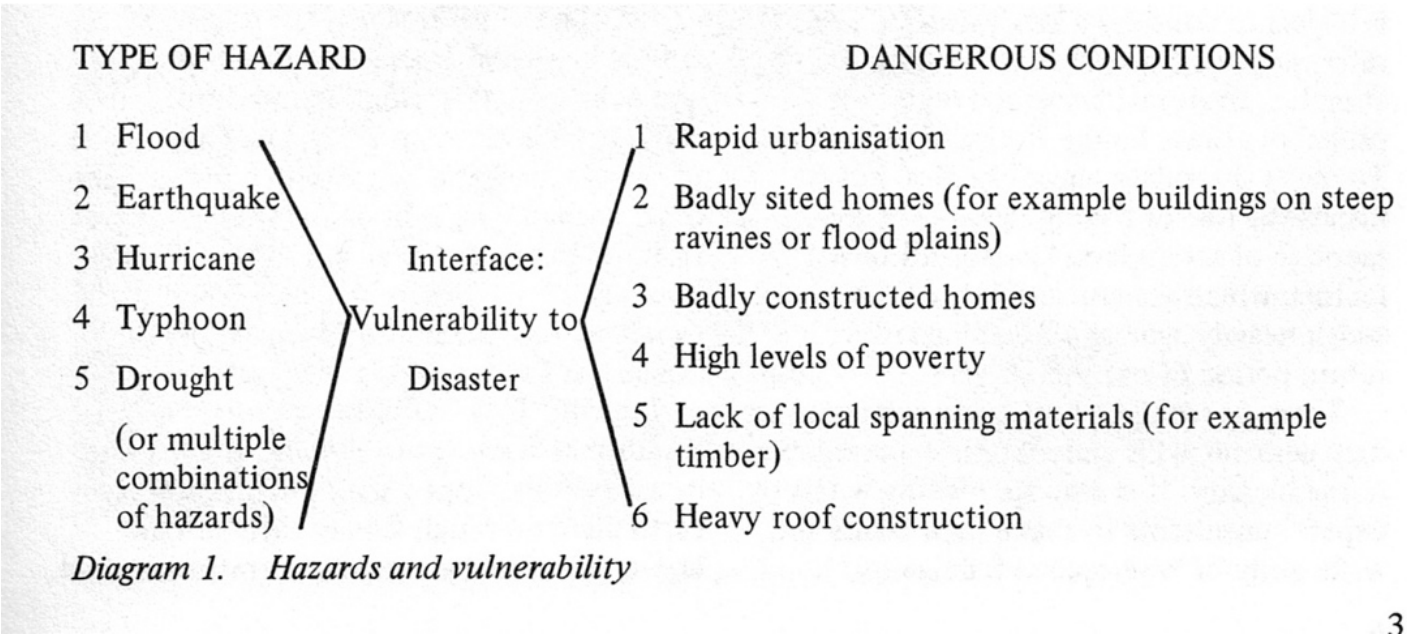 TYPE OF HAZARD
1 Flood
2 Earthquake
3 Hurricane
4 Typhoon
5 Drought
(or multiple
combinations
of hazards)
Interface:
Vulnerability to
Disaster
DANGEROUS CONDITIONS
1 Rapid urbanisation
2 Badly sited homes (for example buildings on steep
ravines or flood plains)
3 Badly constructed homes
4 High levels of poverty
5 Lack of local spanning materials (for example
timber)
6 Heavy roof construction
Diagram 1. Hazards and vulnerability
3